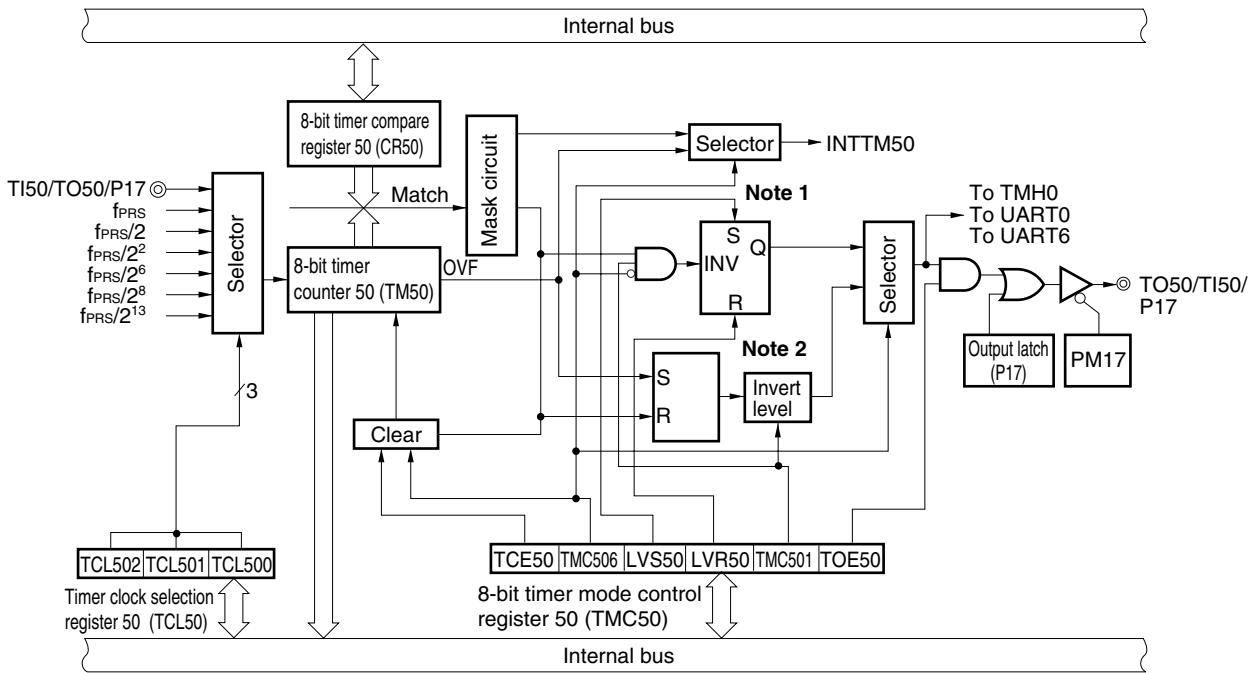 Internal bus
8-bit timer compare
register 50 (CR50)
Mask circuit
Selector
INTTM50
TI50/TO50/P17
fPRS
fPRS/2
fPRS/2²
fPRS/2⁶
fPRS/2⁸
fPRS/2¹³
Selector
Match
8-bit timer
counter 50 (TM50)
OVF
Note 1
S
Q
INV
R
Selector
To TMH0
To UART0
To UART6
TO50/TI50/
P17
Output latch
(P17)
PM17
Note 2
S
R
Invert
level
3
Clear
TCL502
TCL501
TCL500
Timer clock selection
register 50 (TCL50)
TCE50
TMC506
LVS50
LVR50
TMC501
TOE50
8-bit timer mode control
register 50 (TMC50)
Internal bus